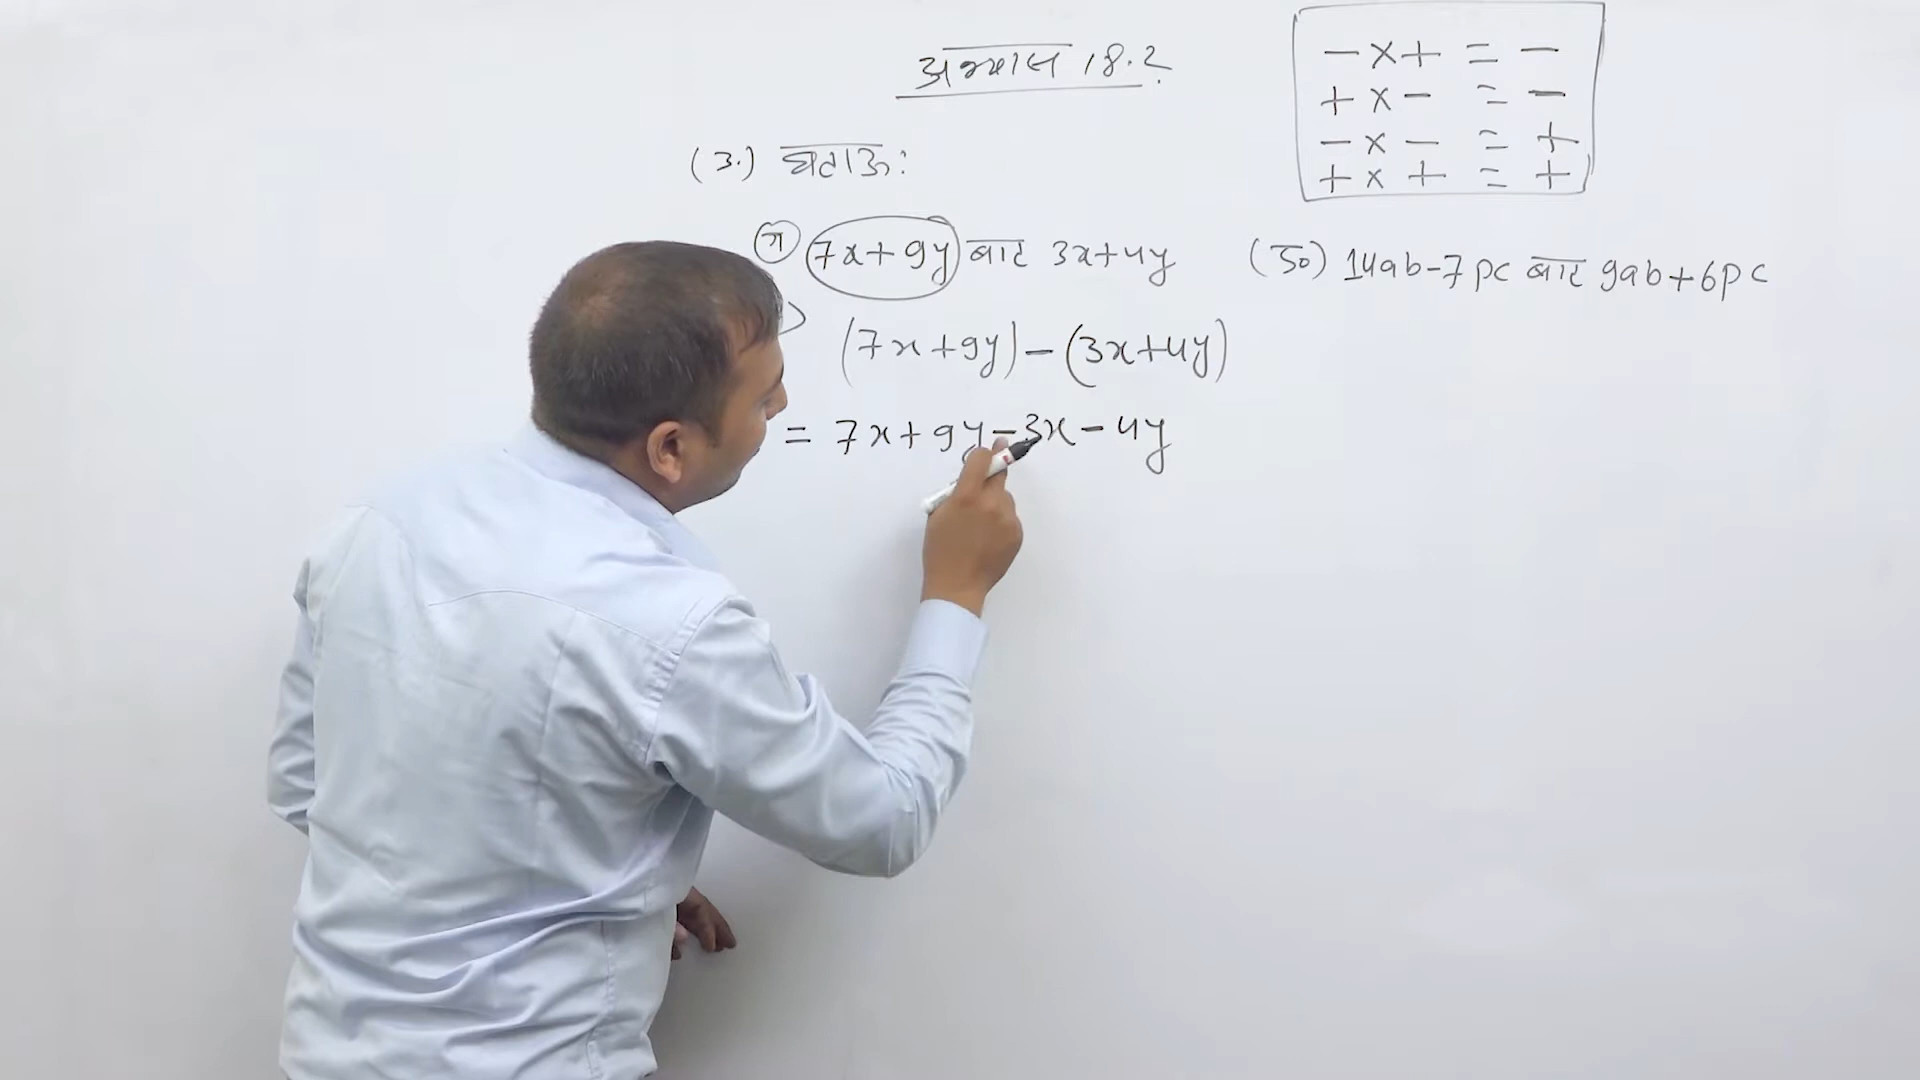 अभ्यास 18.2
- × + = -
+ × - = -
- × - = +
+ × + = +
(3.) घटाऊ:
ग 7x+9y बाट 3x+4y
(ङ) 14ab-7pc बाट 9ab+6pc
(7x+9y)-(3x+4y)
= 7x+9y-3x-4y